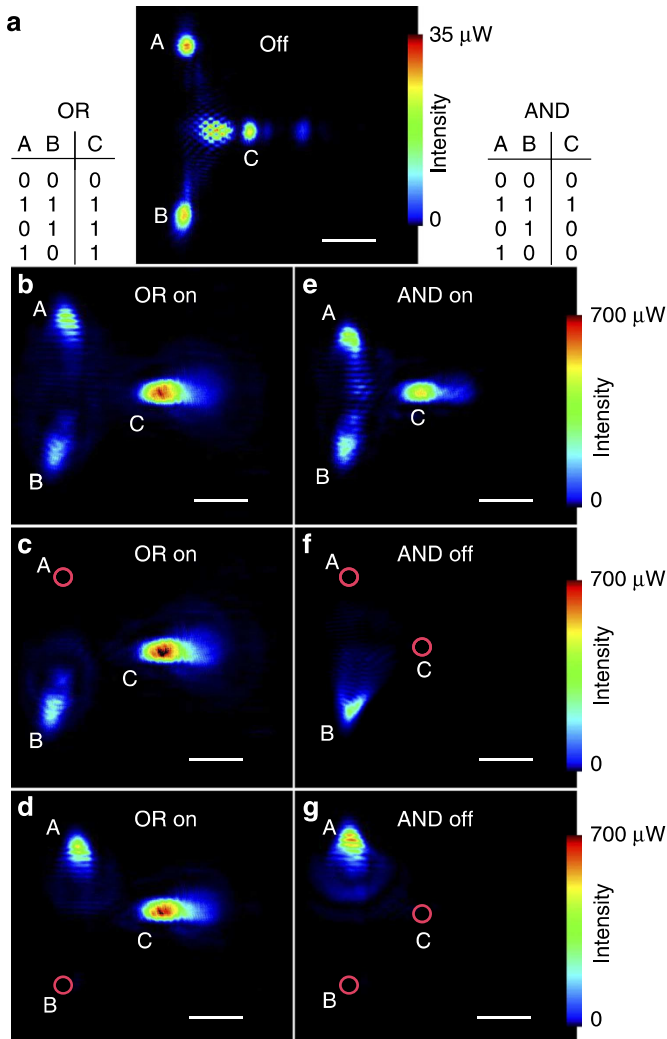 a
A
Off
35 µW
Intensity
0
C
B
OR
A B C
0 0 0
1 1 1
0 1 1
1 0 1
AND
A B C
0 0 0
1 1 1
0 1 0
1 0 0
b
OR on
A
C
B
e
AND on
A
C
B
700 µW
Intensity
0
c
OR on
A
C
B
f
AND off
A
C
B
700 µW
Intensity
0
d
OR on
A
C
B
g
AND off
A
C
B
700 µW
Intensity
0